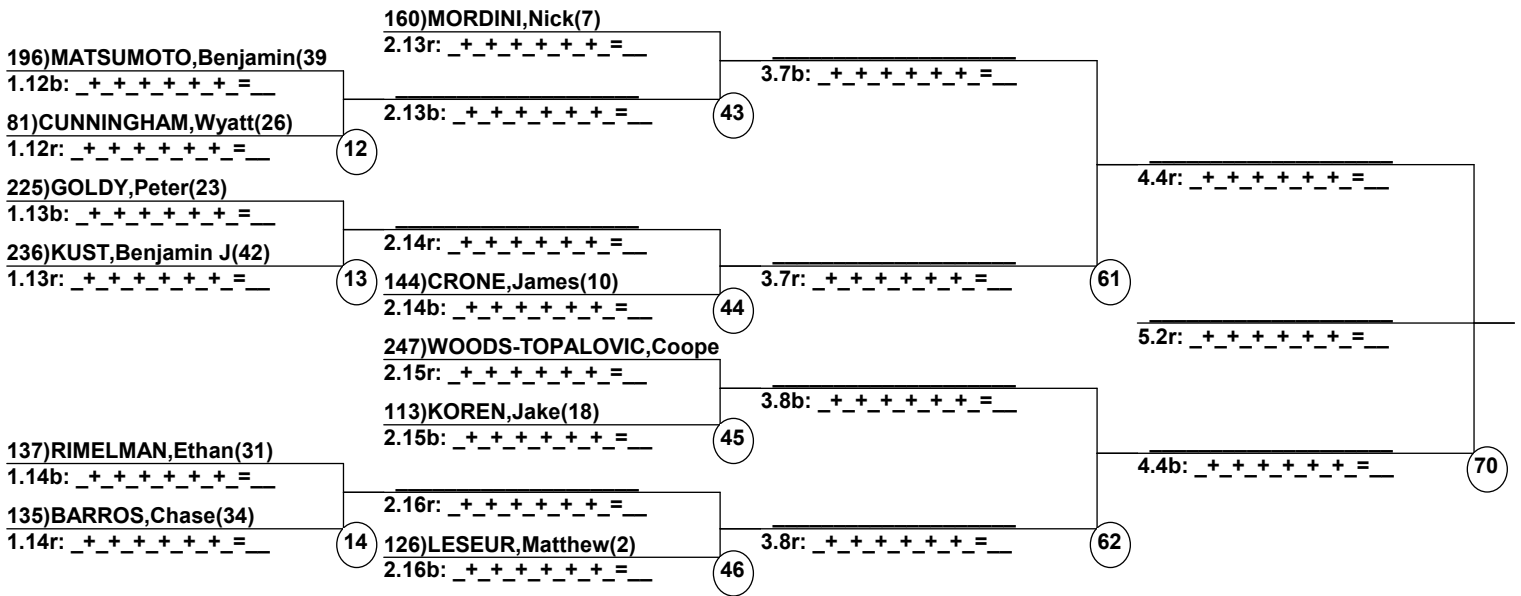 196)MATSUMOTO,Benjamin(39
1.12b: _+_+_+_+_+_=__
81)CUNNINGHAM,Wyatt(26)
1.12r: _+_+_+_+_+_=__
12
225)GOLDY,Peter(23)
1.13b: _+_+_+_+_+_=__
236)KUST,Benjamin J(42)
1.13r: _+_+_+_+_+_=__
13
137)RIMELMAN,Ethan(31)
1.14b: _+_+_+_+_+_=__
135)BARROS,Chase(34)
1.14r: _+_+_+_+_+_=__
14
160)MORDINI,Nick(7)
2.13r: _+_+_+_+_+_=__
2.13b: _+_+_+_+_+_=__
43
2.14r: _+_+_+_+_+_=__
144)CRONE,James(10)
2.14b: _+_+_+_+_+_=__
44
247)WOODS-TOPALOVIC,Coope
2.15r: _+_+_+_+_+_=__
113)KOREN,Jake(18)
2.15b: _+_+_+_+_+_=__
45
2.16r: _+_+_+_+_+_=__
126)LESEUR,Matthew(2)
2.16b: _+_+_+_+_+_=__
46
3.7b: _+_+_+_+_+_=__
3.7r: _+_+_+_+_+_=__
61
3.8b: _+_+_+_+_+_=__
3.8r: _+_+_+_+_+_=__
62
4.4r: _+_+_+_+_+_=__
5.2r: _+_+_+_+_+_=__
4.4b: _+_+_+_+_+_=__
70